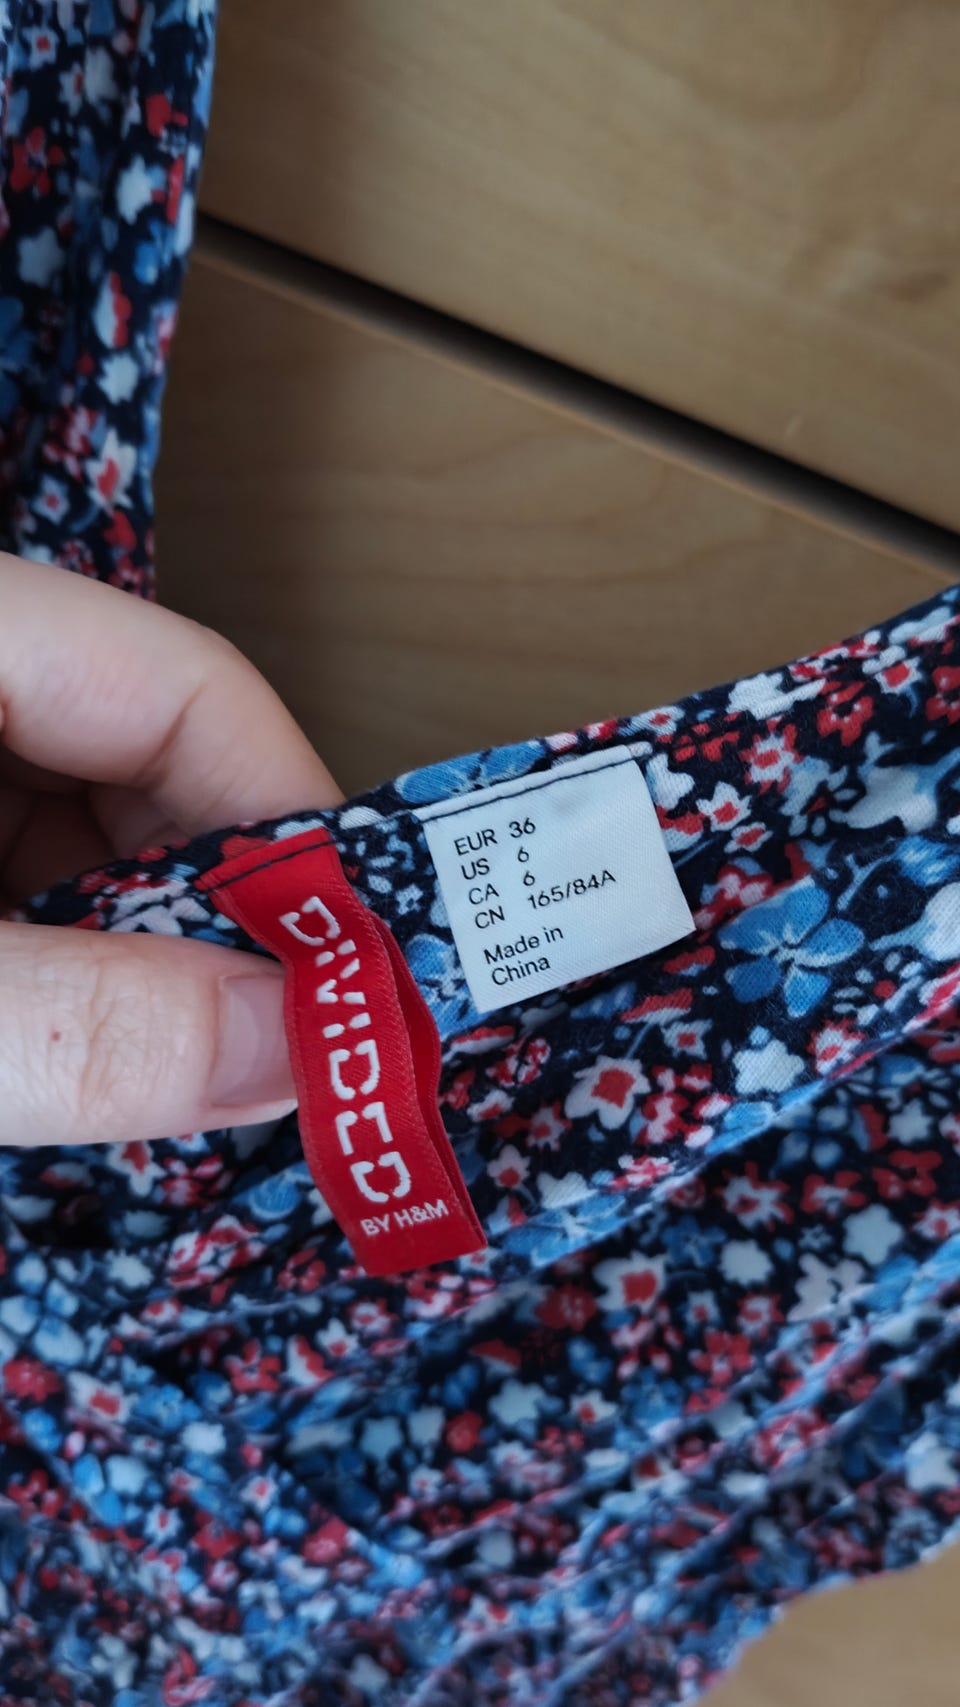 DIVIDED
BY H&M
EUR 36
US 6
CA 6
CN 165/84A
Made in
China